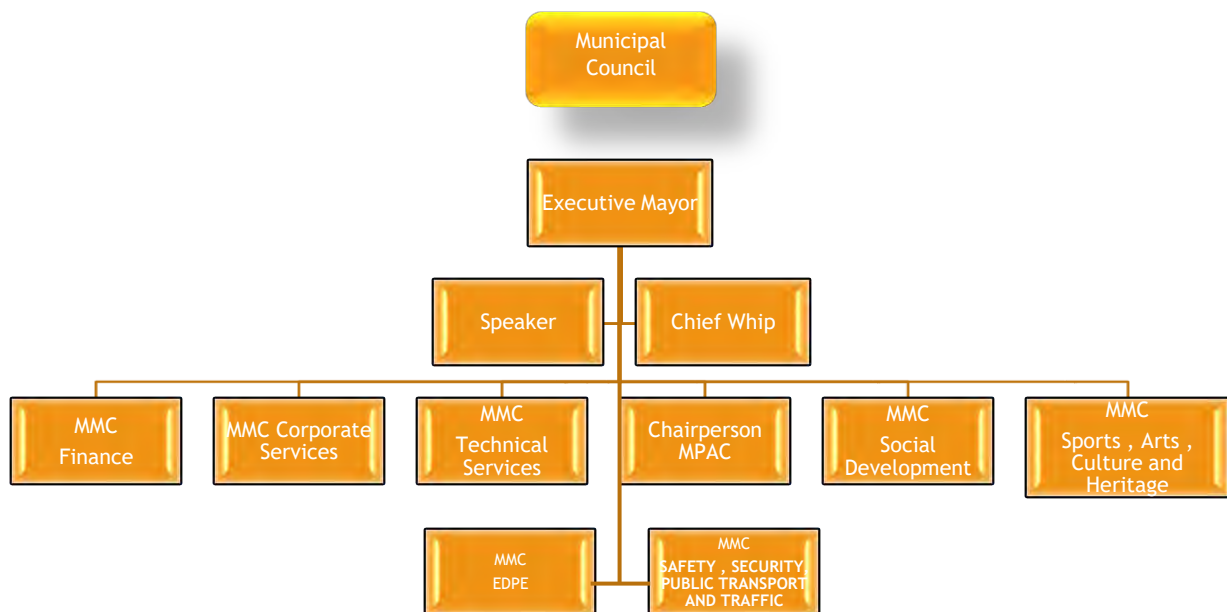 Municipal
Council
Executive Mayor
Speaker
Chief Whip
MMC
Finance
MMC Corporate
Services
MMC
Technical
Services
Chairperson
MPAC
MMC
Social
Development
MMC
Sports , Arts ,
Culture and
Heritage
MMC
EDPE
MMC
SAFETY , SECURITY,
PUBLIC TRANSPORT
AND TRAFFIC